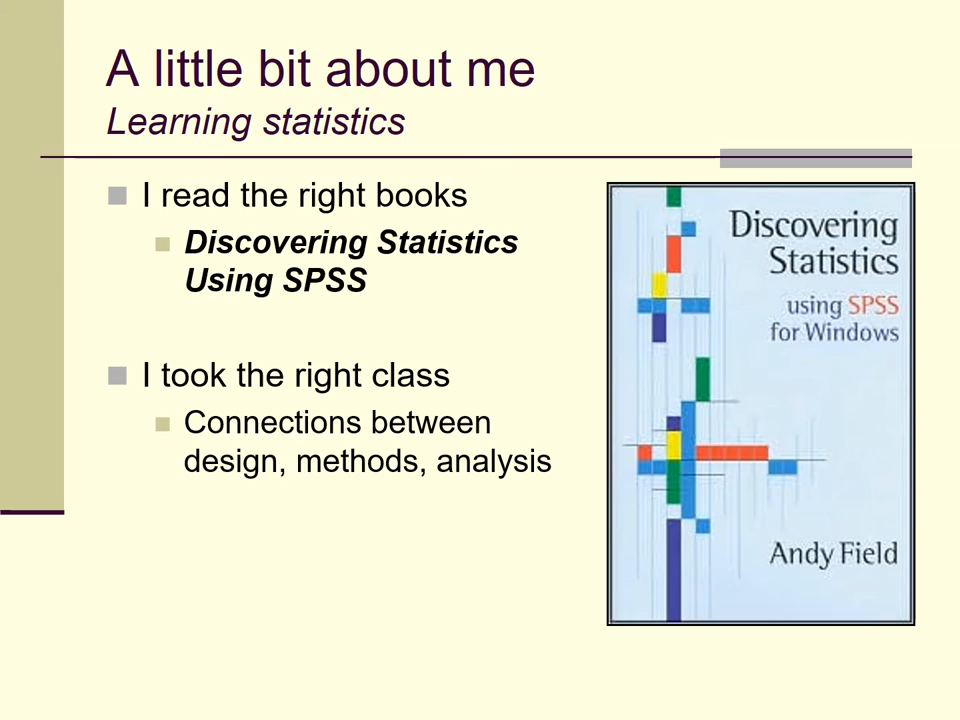 A little bit about me
Learning statistics
I read the right books
Discovering Statistics
Using SPSS
I took the right class
Connections between
design, methods, analysis
Discovering
Statistics
using SPSS
for Windows
Andy Field